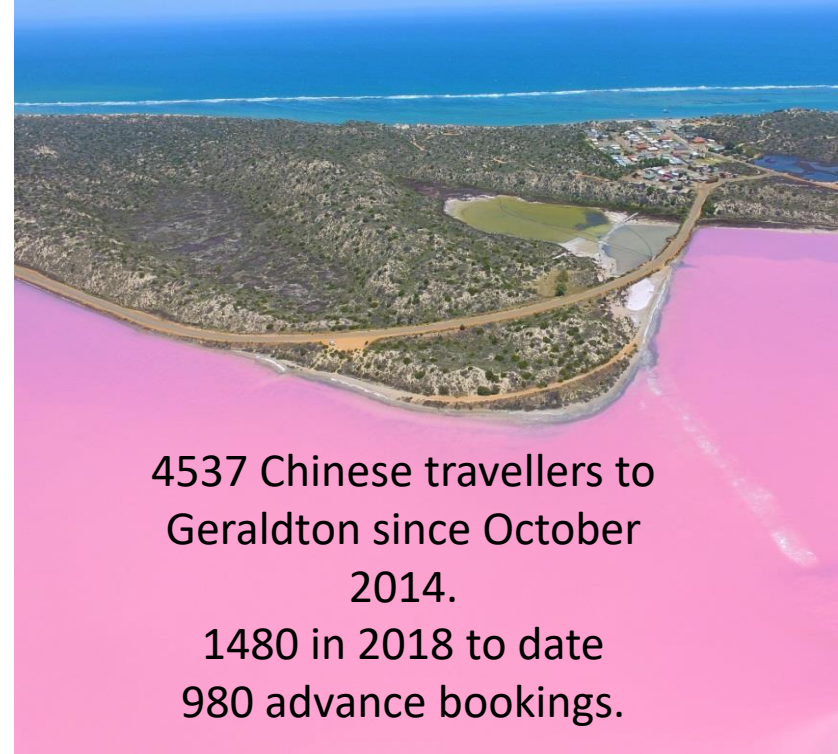 4537 Chinese travellers to
Geraldton since October
2014.
1480 in 2018 to date
980 advance bookings.